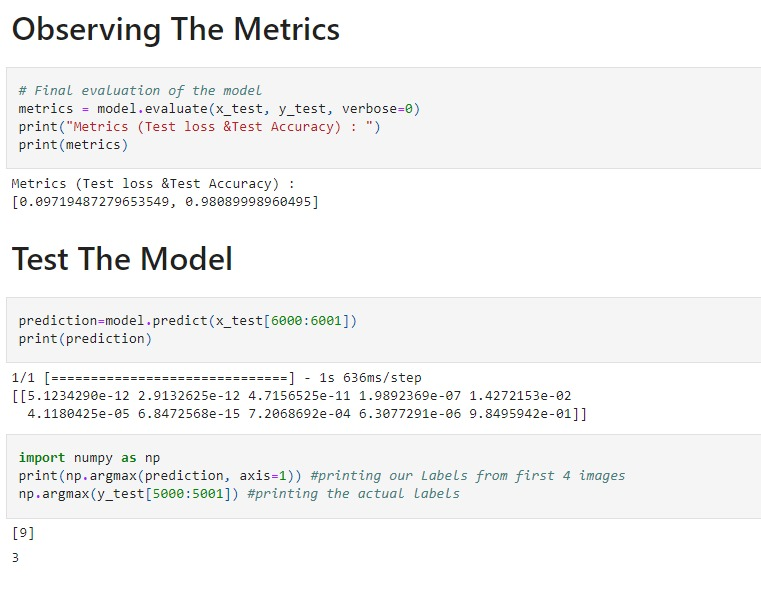 Observing The Metrics
# Final evaluation of the model
metrics = model.evaluate(x_test, y_test, verbose=0)
print("Metrics (Test loss &Test Accuracy) : ")
print(metrics)
Metrics (Test loss &Test Accuracy) :
[0.09719487279653549, 0.98089998960495]
Test The Model
prediction=model.predict(x_test[6000:6001])
print(prediction)
1/1 [==============================] - 1s 636ms/step
[[5.1234290e-12 2.9132625e-12 4.7156525e-11 1.9892369e-07 1.4272153e-02
4.1180425e-05 6.8472568e-15 7.2068692e-04 6.3077291e-06 9.8495942e-01]]
import numpy as np
print(np.argmax(prediction, axis=1)) #printing our Labels from first 4 images
np.argmax(y_test[5000:5001]) #printing the actual labels
[9]
3